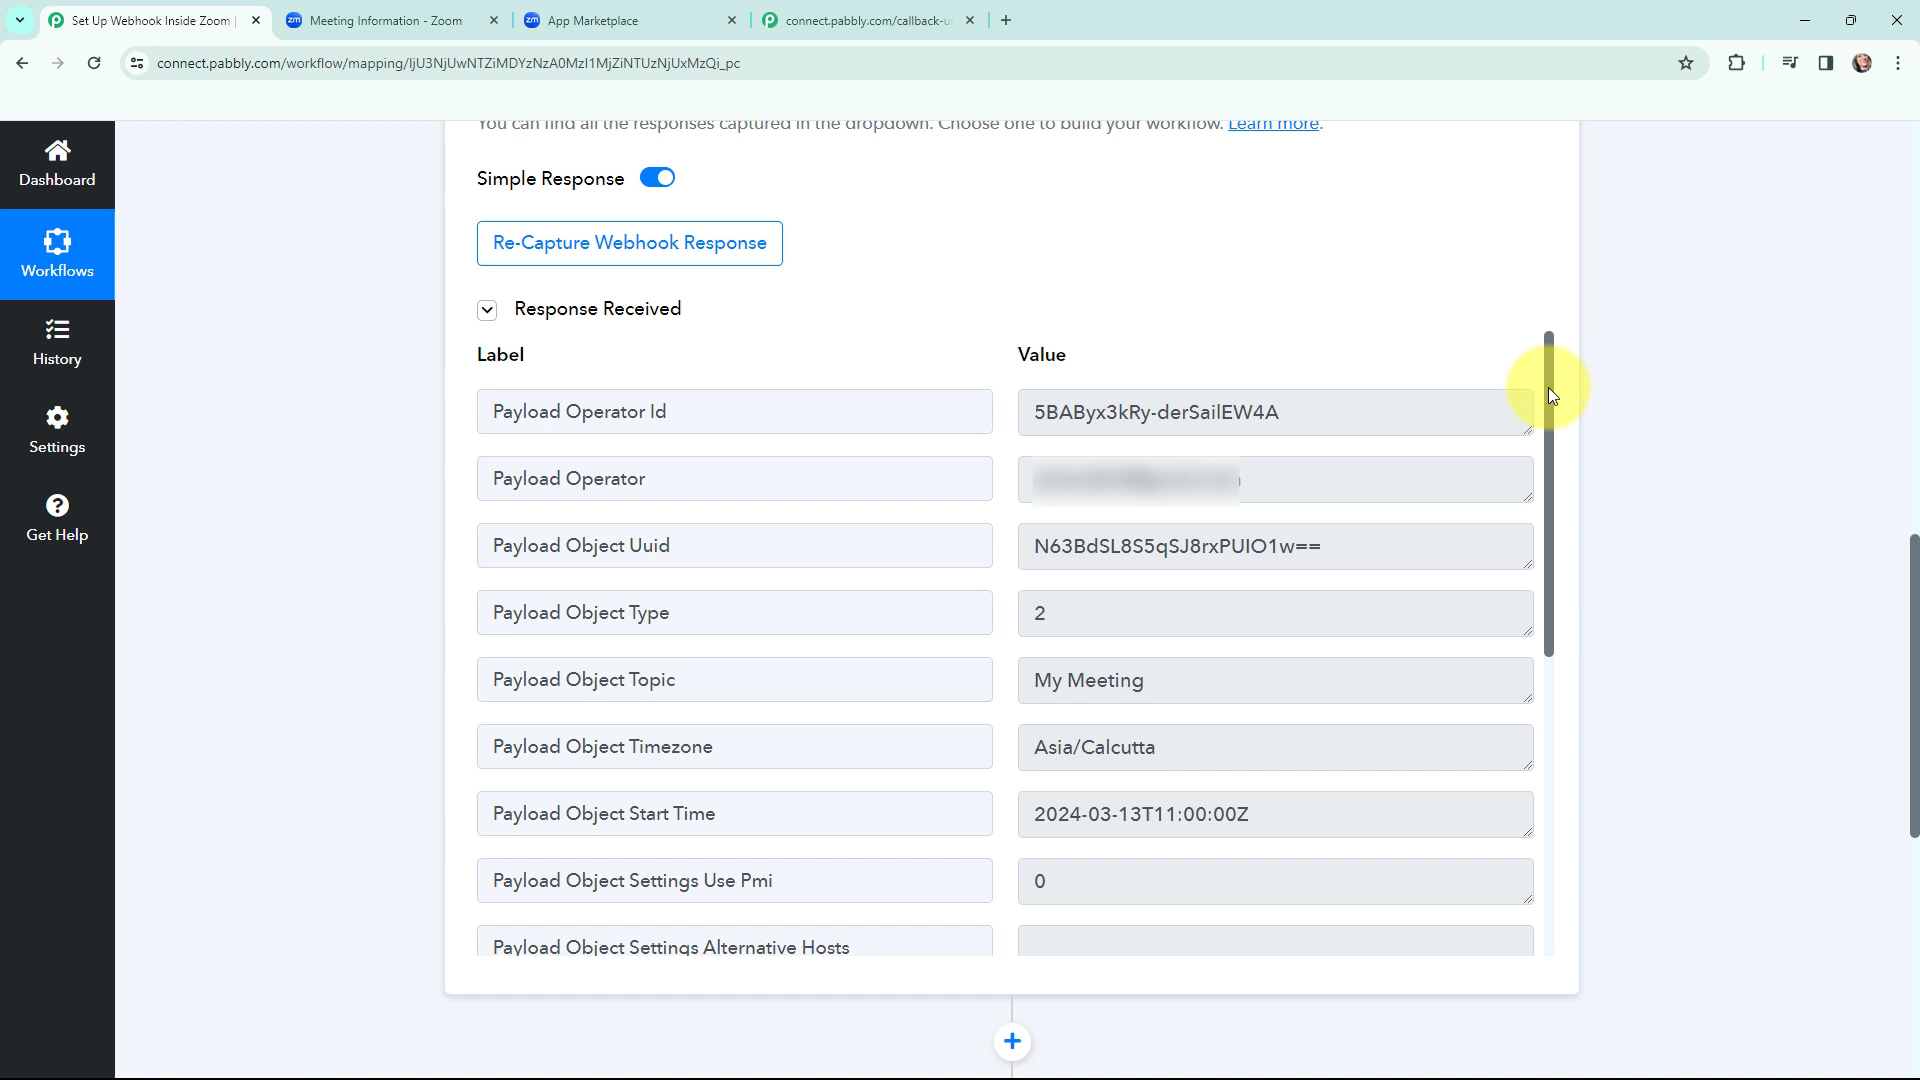 Set Up Webhook Inside Zoom
Meeting Information - Zoom
App Marketplace
connect.pabbly.com/callback-u
connect.pabbly.com/workflow/mapping/IjU3NjUwNTZiMDYzNzA0MzI1MjZiNTUzNjUxMzQi_pc
You can find all the responses captured in the dropdown. Choose one to build your workflow. Learn more.
Dashboard
Workflows
History
Settings
Get Help
Simple Response
Re-Capture Webhook Response
Response Received
Label Value
Payload Operator Id 5BAByx3kRy-derSailEW4A
Payload Operator
Payload Object Uuid N63BdSL8S5qSJ8rxPUIO1w==
Payload Object Type 2
Payload Object Topic My Meeting
Payload Object Timezone Asia/Calcutta
Payload Object Start Time 2024-03-13T11:00:00Z
Payload Object Settings Use Pmi 0
Payload Object Settings Alternative Hosts